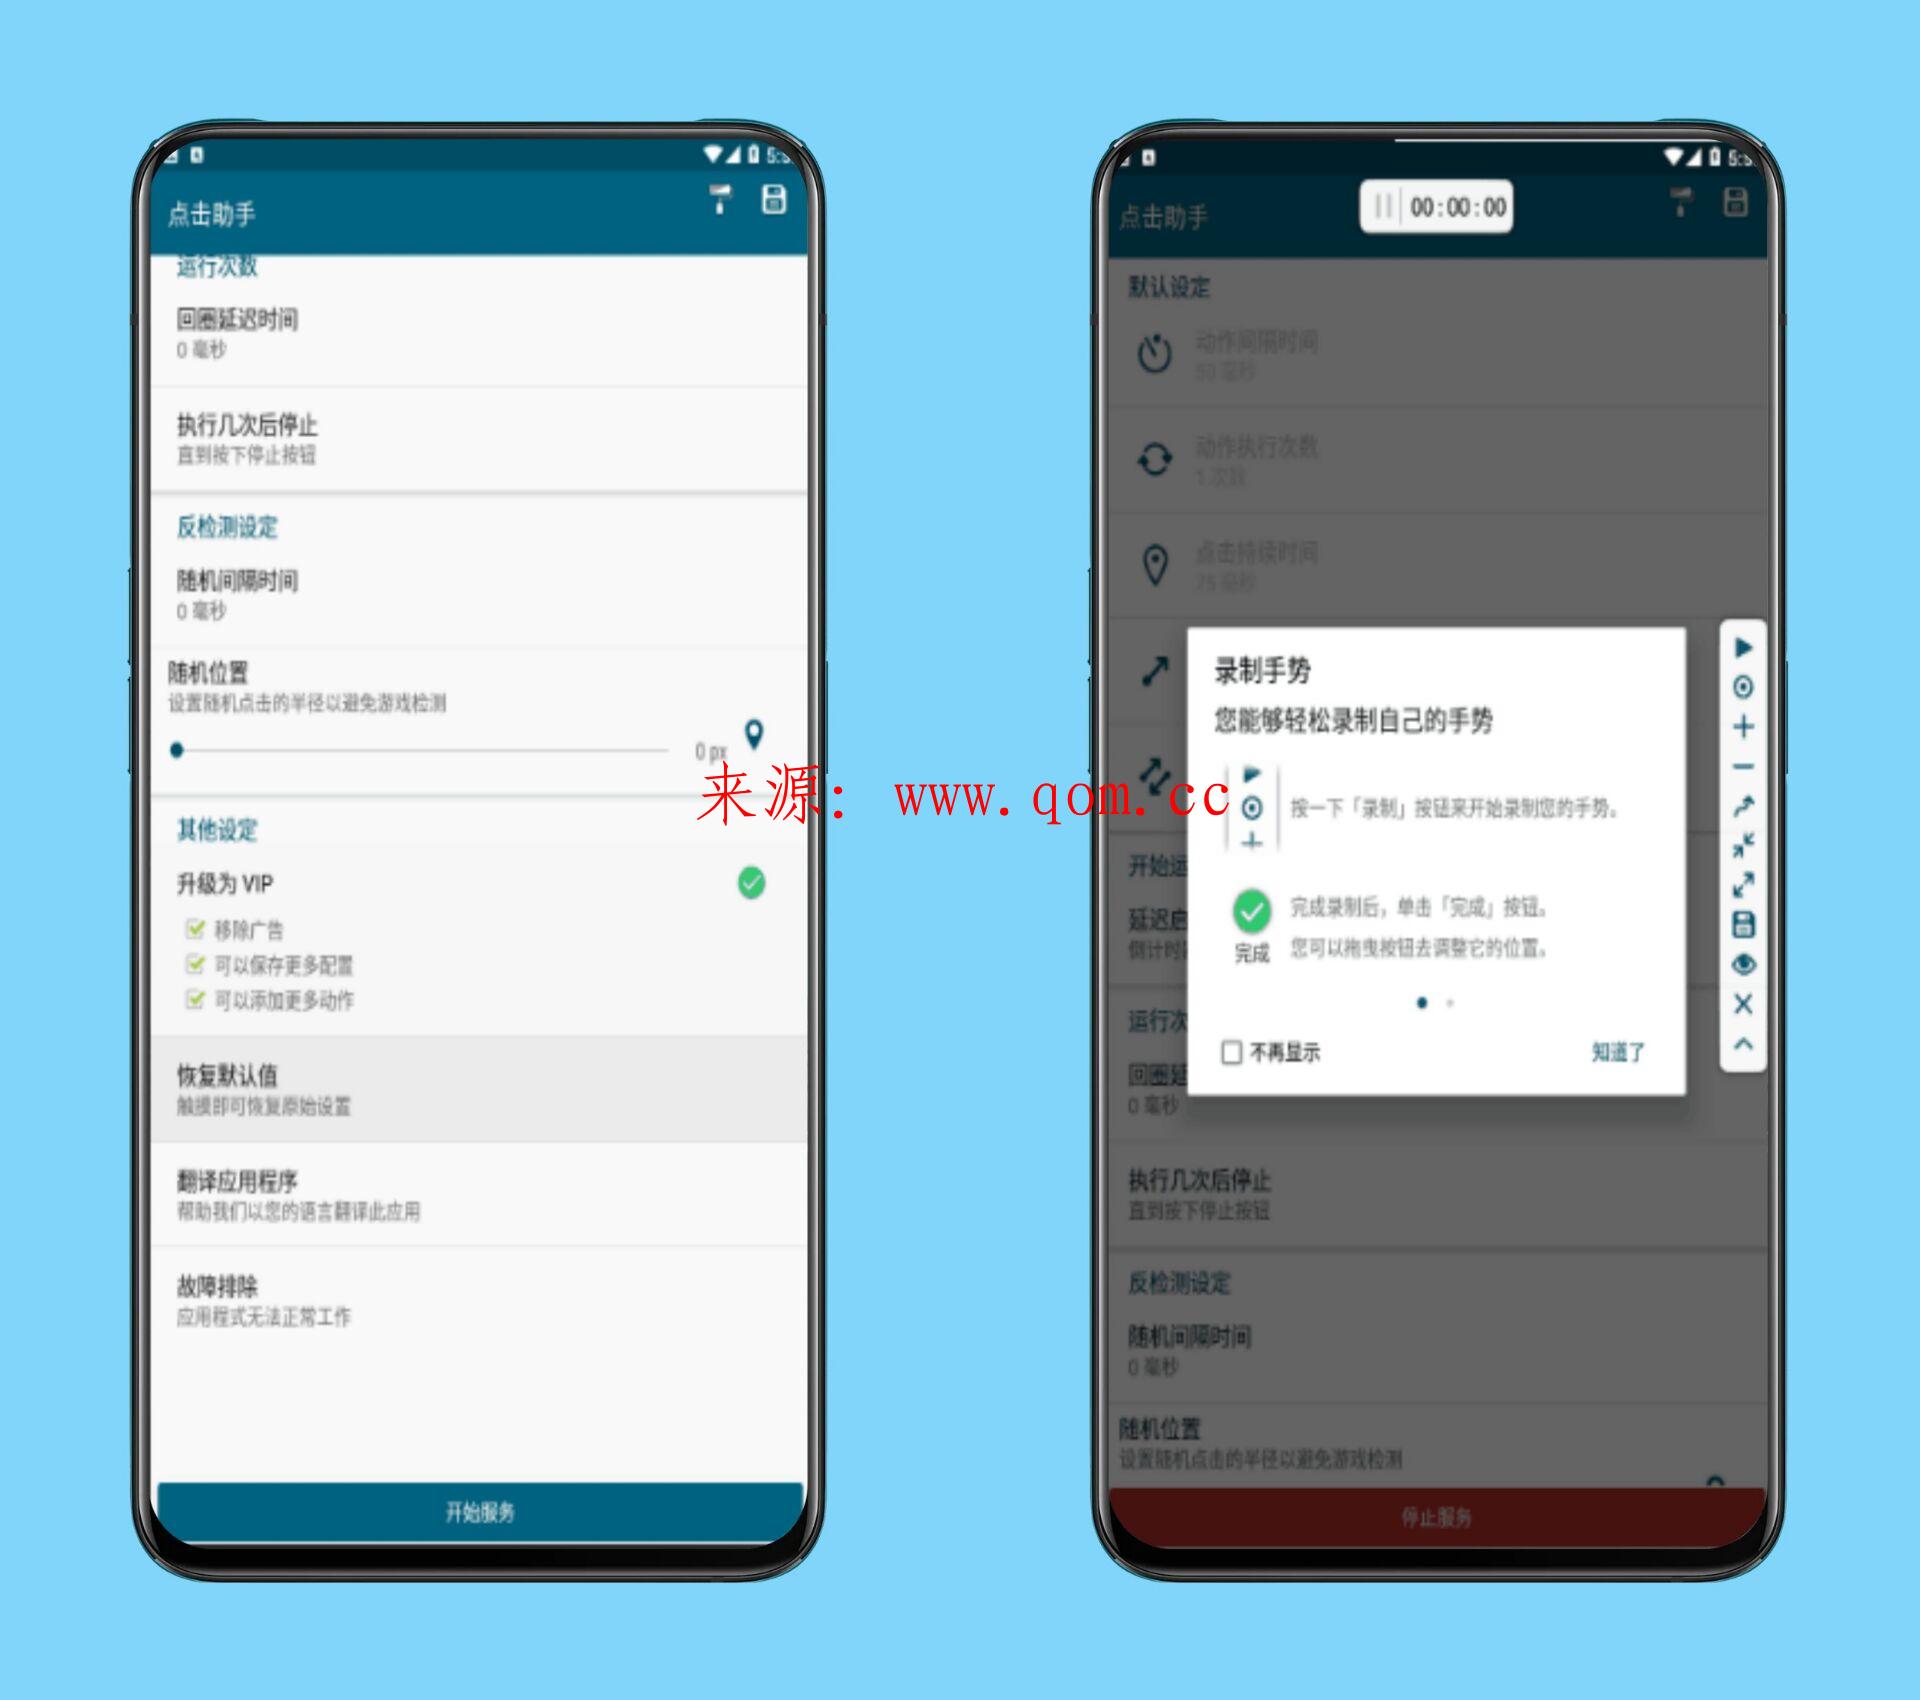 5:5
点击助手
运行次数
回圈延迟时间
0 毫秒
执行几次后停止
直到按下停止按钮
反检测设定
随机间隔时间
0 毫秒
随机位置
设置随机点击的半径以避免游戏检测
0 px
其他设定
升级为 VIP
移除广告
可以保存更多配置
可以添加更多动作
恢复默认值
触摸即可恢复原始设置
翻译应用程序
帮助我们以您的语言翻译此应用
故障排除
应用程式无法正常工作
开始服务
来源: www.qom.cc
5:5
点击助手
00:00:00
默认设定
动作间隔时间
50 毫秒
动作执行次数
1 次数
点击持续时间
75 毫秒
录制手势
您能够轻松录制自己的手势
按一下「录制」按钮来开始录制您的手势。
完成录制后，单击「完成」按钮。
完成
您可以拖曳按钮去调整它的位置。
不再显示
知道了
开始运
延迟启
倒计时
运行次
回圈延
0 毫秒
执行几次后停止
直到按下停止按钮
反检测设定
随机间隔时间
0 毫秒
随机位置
设置随机点击的半径以避免游戏检测
停止服务